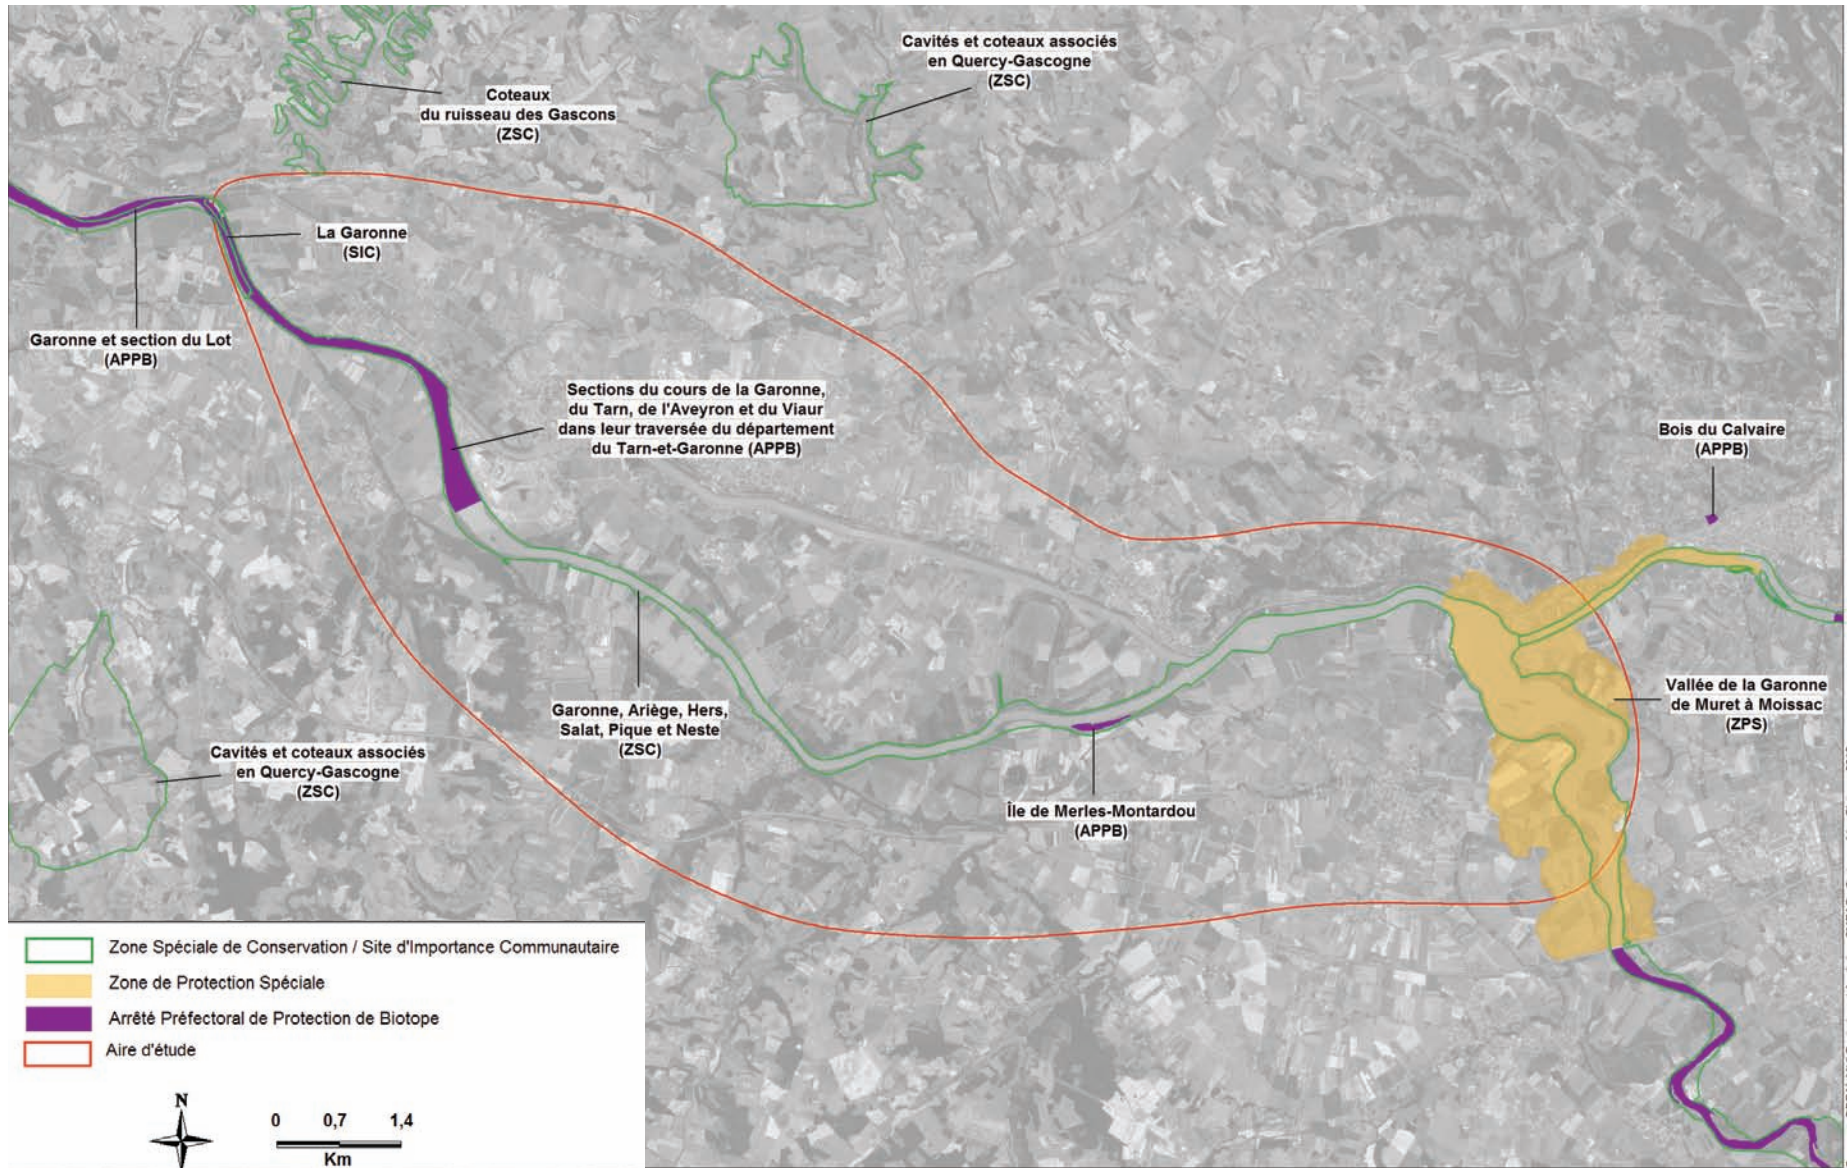 Cavités et coteaux associés
en Quercy-Gascogne
(ZSC)
Coteaux
du ruisseau des Gascons
(ZSC)
La Garonne
(SIC)
Garonne et section du Lot
(APPB)
Sections du cours de la Garonne,
du Tarn, de l'Aveyron et du Viaur
dans leur traversée du département
du Tarn-et-Garonne (APPB)
Bois du Calvaire
(APPB)
Vallée de la Garonne
de Muret à Moissac
(ZPS)
Garonne, Ariège, Hers,
Salat, Pique et Neste
(ZSC)
Cavités et coteaux associés
en Quercy-Gascogne
(ZSC)
Île de Merles-Montardou
(APPB)
Zone Spéciale de Conservation / Site d'Importance Communautaire
Zone de Protection Spéciale
Arrêté Préfectoral de Protection de Biotope
Aire d'étude
N
0 0,7 1,4
Km